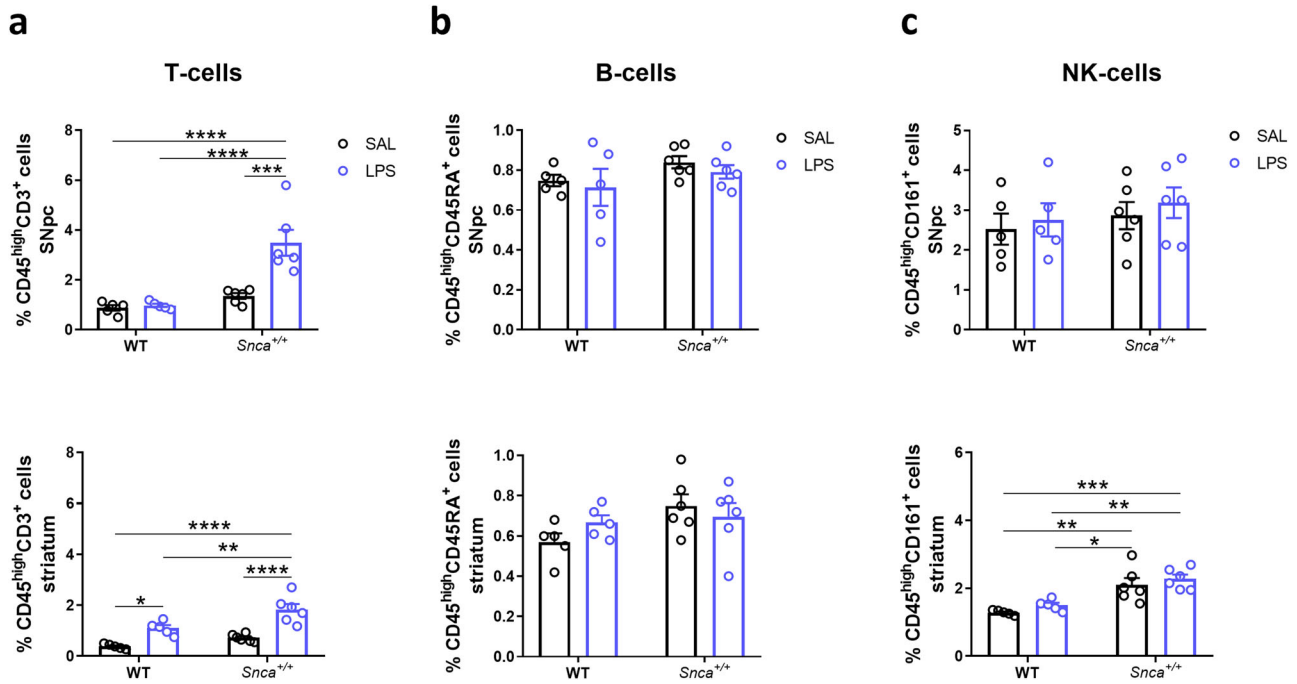 a
T-cells
% CD45highCD3+ cells
SNpc
8
6
4
2
0
****
****
***
SAL
LPS
WT
Snca+/+
% CD45highCD3+ cells
striatum
8
6
4
2
0
****
**
****
*
WT
Snca+/+
b
B-cells
% CD45highCD45RA+ cells
SNpc
1.0
0.8
0.6
0.4
0.2
0.0
SAL
LPS
WT
Snca+/+
% CD45highCD45RA+ cells
striatum
1.0
0.8
0.6
0.4
0.2
0.0
WT
Snca+/+
c
NK-cells
% CD45highCD161+ cells
SNpc
5
4
3
2
1
0
SAL
LPS
WT
Snca+/+
% CD45highCD161+ cells
striatum
6
4
2
0
***
**
**
*
WT
Snca+/+